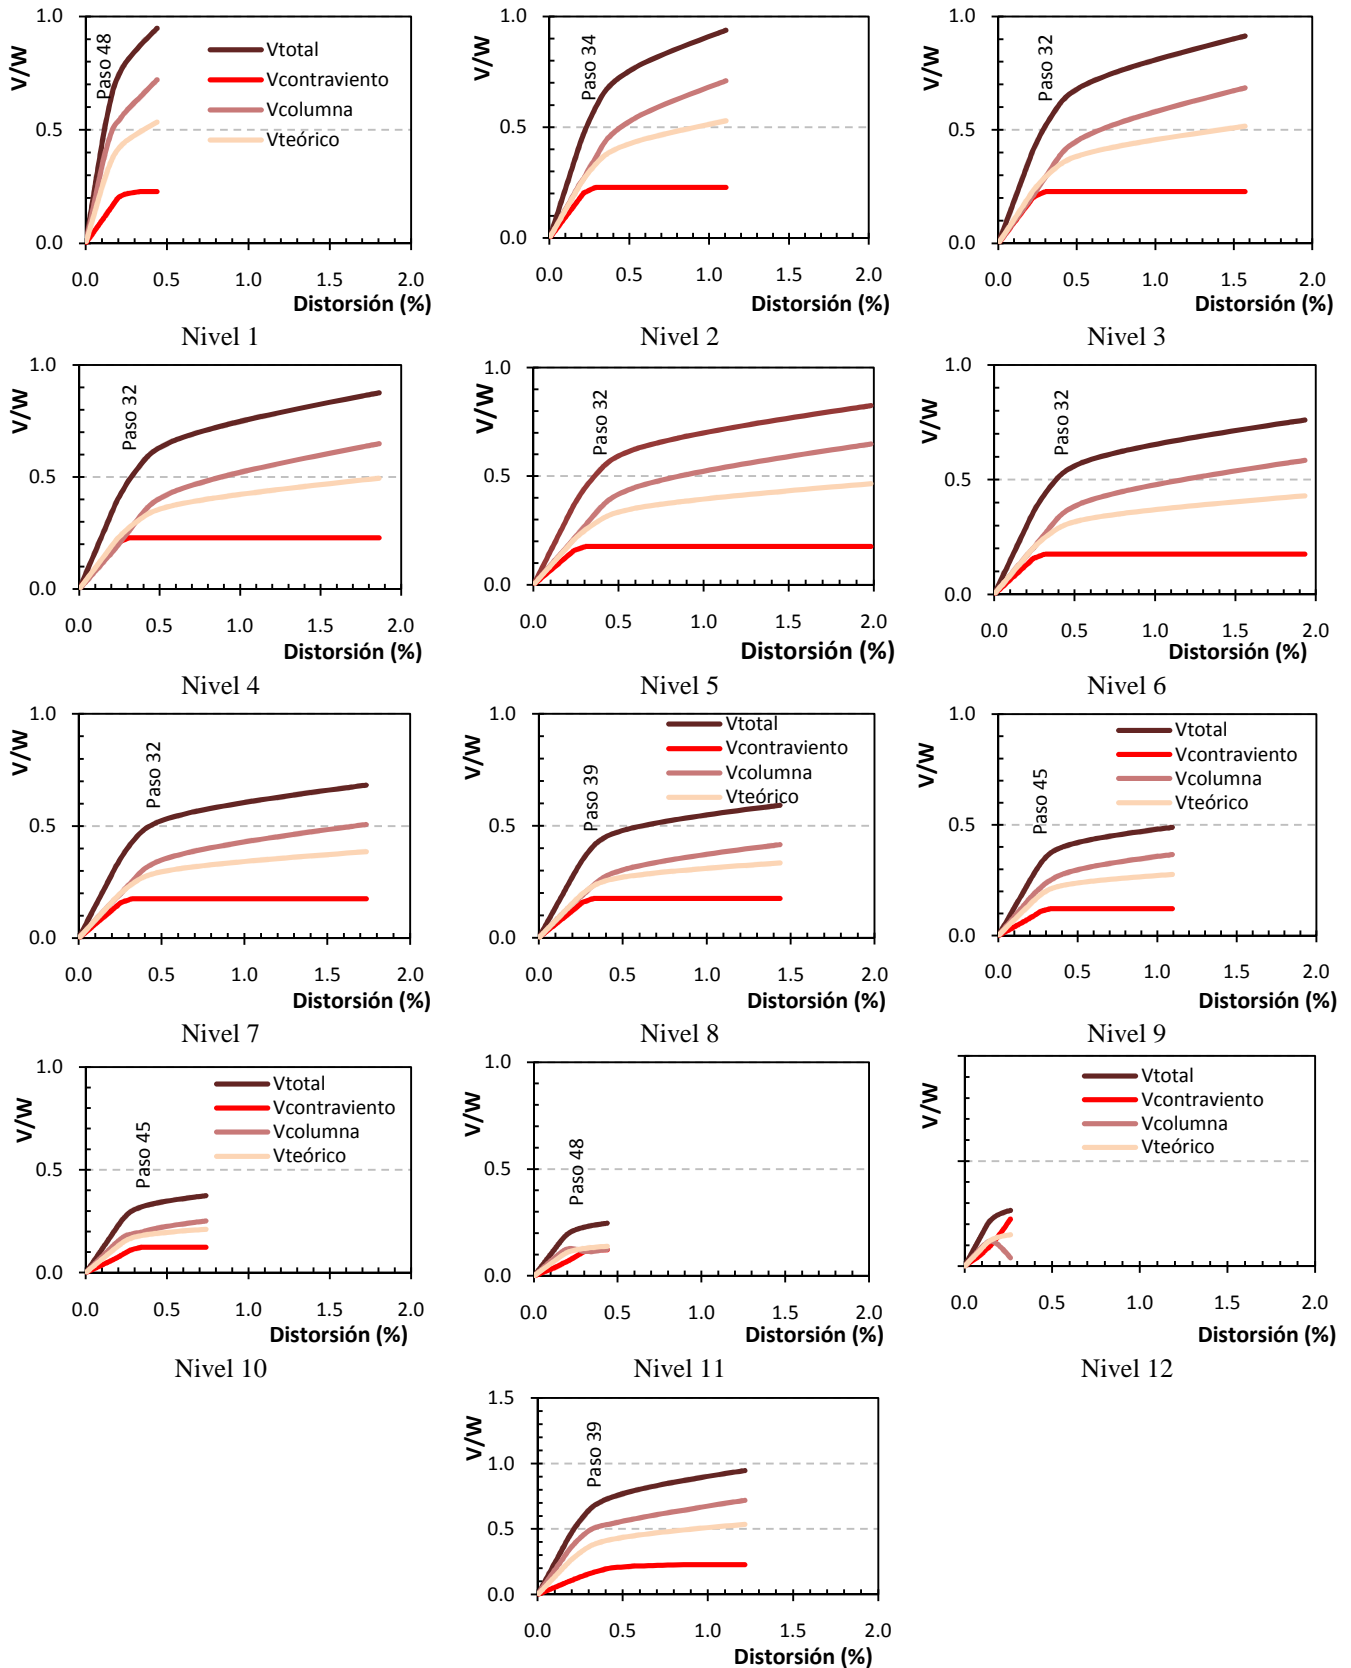 1.0
V/W
Paso 48
Vtotal
Vcontraviento
0.5
Vcolumna
Vteórico
0.0
0.0 0.5 1.0 1.5 2.0
Distorsión (%)
Nivel 1
1.0
V/W
Paso 34
0.5
0.0
0.0 0.5 1.0 1.5 2.0
Distorsión (%)
Nivel 2
1.0
V/W
Paso 32
0.5
0.0
0.0 0.5 1.0 1.5 2.0
Distorsión (%)
Nivel 3
1.0
V/W
Paso 32
0.5
0.0
0.0 0.5 1.0 1.5 2.0
Distorsión (%)
Nivel 4
1.0
V/W
Paso 32
0.5
0.0
0.0 0.5 1.0 1.5 2.0
Distorsión (%)
Nivel 5
1.0
V/W
Paso 32
0.5
0.0
0.0 0.5 1.0 1.5 2.0
Distorsión (%)
Nivel 6
1.0
V/W
Paso 32
0.5
0.0
0.0 0.5 1.0 1.5 2.0
Distorsión (%)
Nivel 7
1.0
V/W
Paso 39
Vtotal
Vcontraviento
Vcolumna
Vteórico
0.5
0.0
0.0 0.5 1.0 1.5 2.0
Distorsión (%)
Nivel 8
1.0
V/W
Paso 45
Vtotal
Vcontraviento
Vcolumna
Vteórico
0.5
0.0
0.0 0.5 1.0 1.5 2.0
Distorsión (%)
Nivel 9
1.0
V/W
Paso 45
Vtotal
Vcontraviento
Vcolumna
Vteórico
0.5
0.0
0.0 0.5 1.0 1.5 2.0
Distorsión (%)
Nivel 10
1.0
V/W
Paso 48
0.5
0.0
0.0 0.5 1.0 1.5 2.0
Distorsión (%)
Nivel 11
V/W
Vtotal
Vcontraviento
Vcolumna
Vteórico
0.0 0.5 1.0 1.5 2.0
Distorsión (%)
Nivel 12
1.5
V/W
Paso 39
1.0
0.5
0.0
0.0 0.5 1.0 1.5 2.0
Distorsión (%)